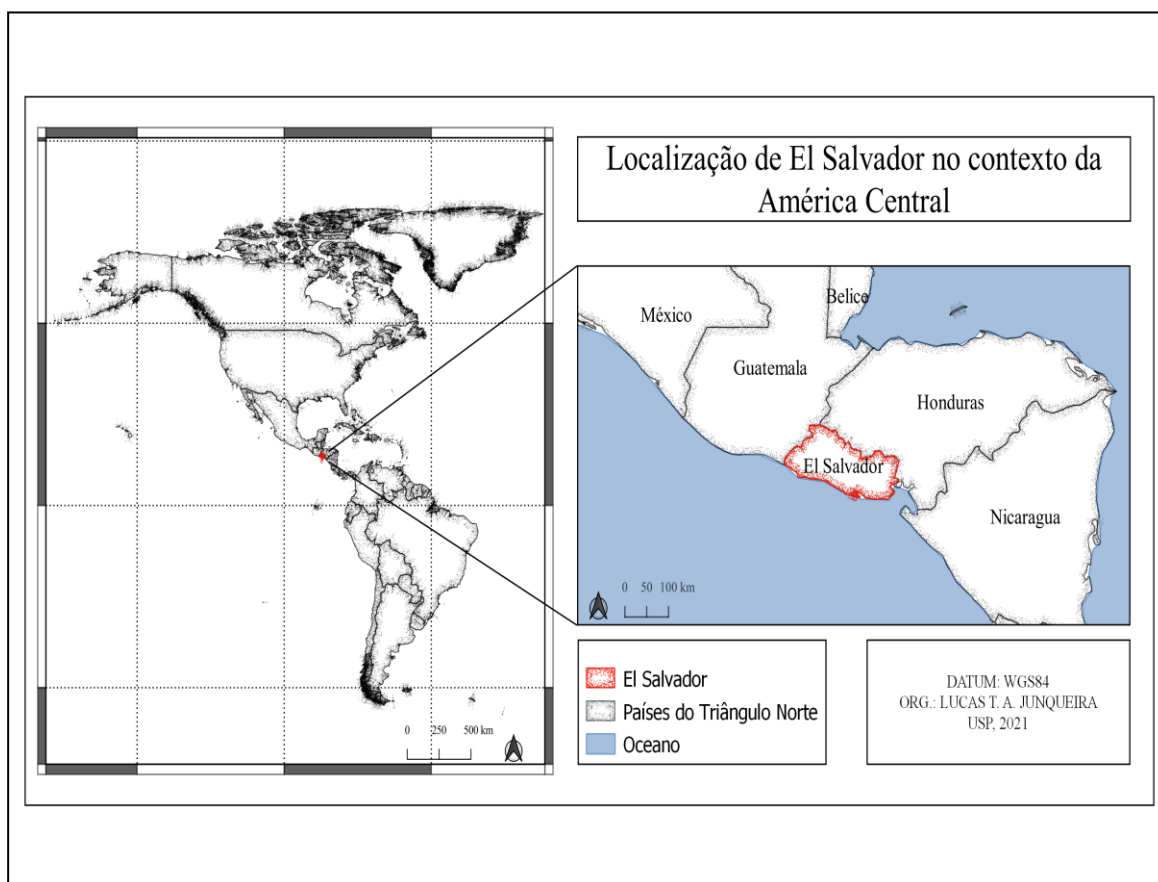 Localização de El Salvador no contexto da
América Central
México
Belice
Guatemala
Honduras
El Salvador
Nicaragua
0 50 100 km
0 250 500 km
El Salvador
Países do Triângulo Norte
Oceano
DATUM: WGS84
ORG.: LUCAS T. A. JUNQUEIRA
USP, 2021